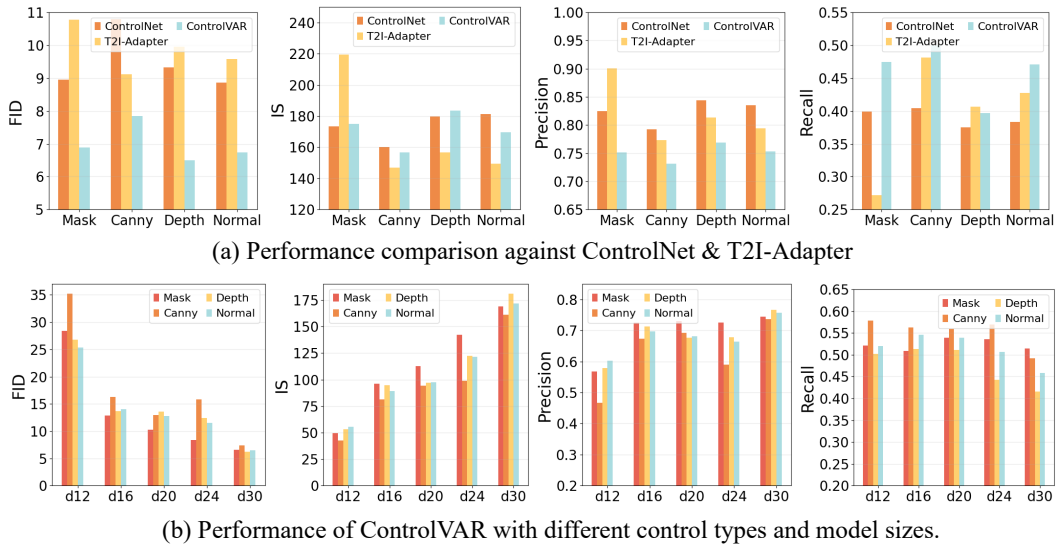 ControlNet
T2I-Adapter
ControlVAR
FID
11
10
9
8
7
6
5
Mask Canny Depth Normal
ControlNet
T2I-Adapter
ControlVAR
IS
240
220
200
180
160
140
120
Mask Canny Depth Normal
ControlNet
T2I-Adapter
ControlVAR
Precision
1.00
0.95
0.90
0.85
0.80
0.75
0.70
0.65
Mask Canny Depth Normal
ControlNet
T2I-Adapter
ControlVAR
Recall
0.55
0.50
0.45
0.40
0.35
0.30
0.25
Mask Canny Depth Normal
(a) Performance comparison against ControlNet & T2I-Adapter
Mask Depth
Canny Normal
FID
35
30
25
20
15
10
5
0
d12 d16 d20 d24 d30
Mask Depth
Canny Normal
IS
175
150
125
100
75
50
25
0
d12 d16 d20 d24 d30
Mask Depth
Canny Normal
Precision
0.8
0.7
0.6
0.5
0.4
0.3
0.2
d12 d16 d20 d24 d30
Mask Depth
Canny Normal
Recall
0.65
0.60
0.55
0.50
0.45
0.40
0.35
0.30
0.25
0.20
d12 d16 d20 d24 d30
(b) Performance of ControlVAR with different control types and model sizes.